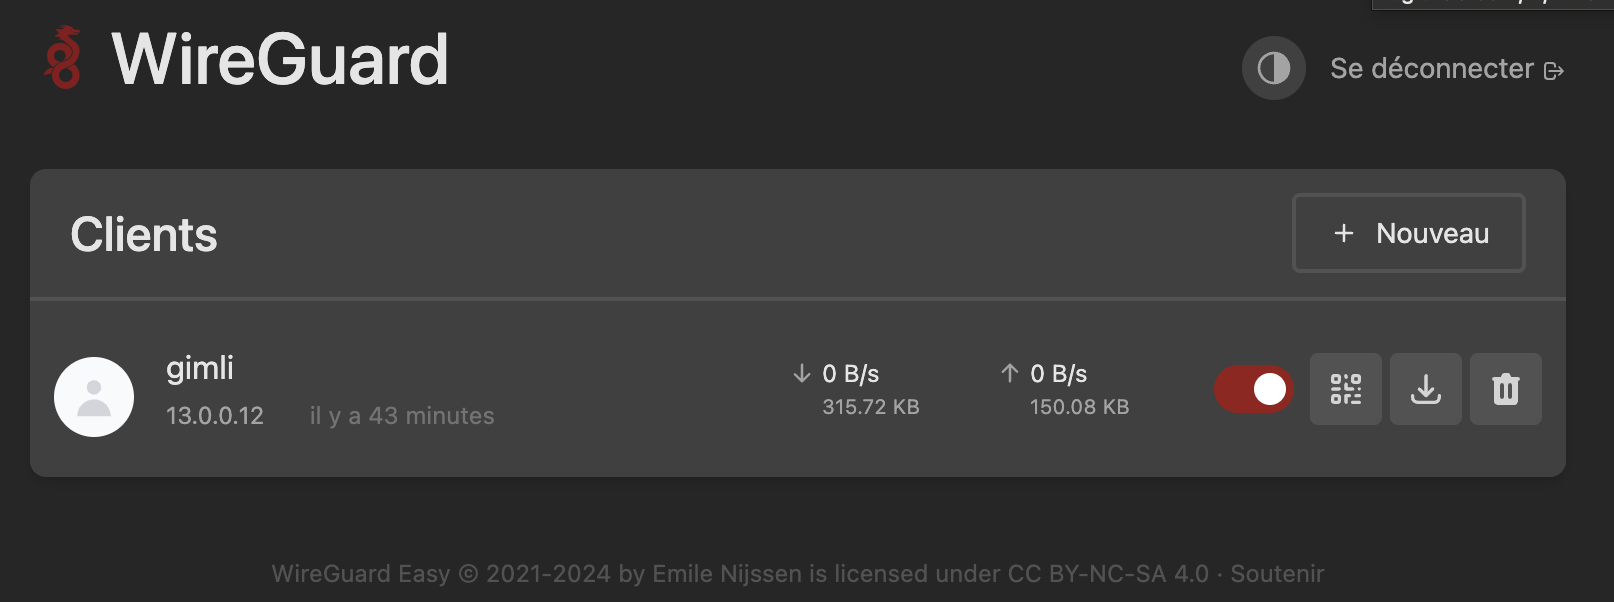 WireGuard
Se déconnecter
Clients
+ Nouveau
gimli
13.0.0.12 il y a 43 minutes
↓ 0 B/s
315.72 KB
↑ 0 B/s
150.08 KB
WireGuard Easy © 2021-2024 by Emile Nijssen is licensed under CC BY-NC-SA 4.0 · Soutenir